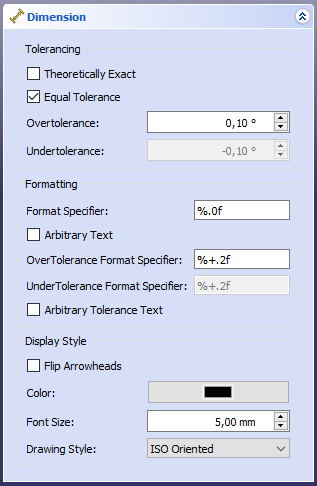 Dimension
Tolerancing
Theoretically Exact
Equal Tolerance
Overtolerance: 0,10 °
Undertolerance: -0,10 °
Formatting
Format Specifier: %.0f
Arbitrary Text
OverTolerance Format Specifier: %+.2f
UnderTolerance Format Specifier: %+.2f
Arbitrary Tolerance Text
Display Style
Flip Arrowheads
Color:
Font Size: 5,00 mm
Drawing Style: ISO Oriented